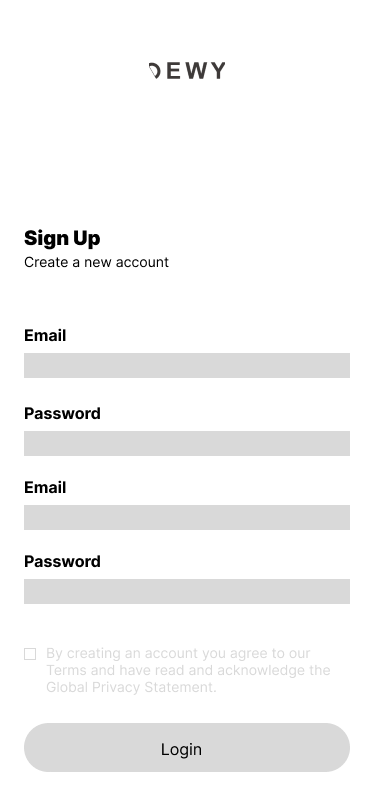 DEWY
Sign Up
Create a new account
Email
Password
Email
Password
By creating an account you agree to our
Terms and have read and acknowledge the
Global Privacy Statement.
Login